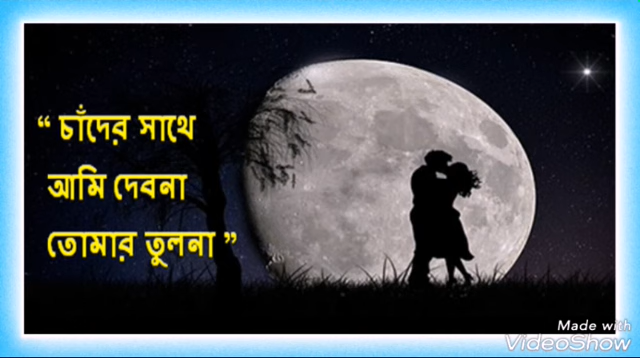 “ চাঁদের সাথে
আমি দেবনা
তোমার তুলনা ”
Made with
VideoShow